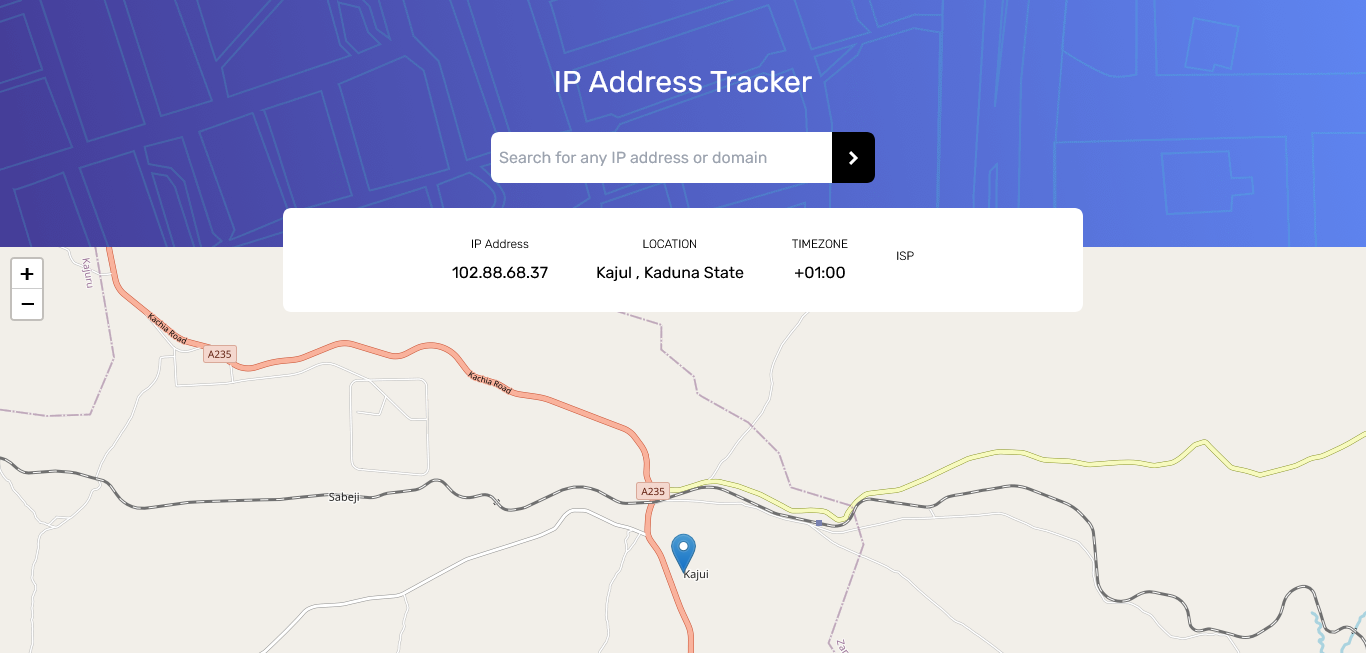 IP Address Tracker
Search for any IP address or domain
IP Address
102.88.68.37
LOCATION
Kajul , Kaduna State
TIMEZONE
+01:00
ISP
+
−
Kajuru
Kachia Road
A235
Kachia Road
A235
Sabeji
Kajui
Zan